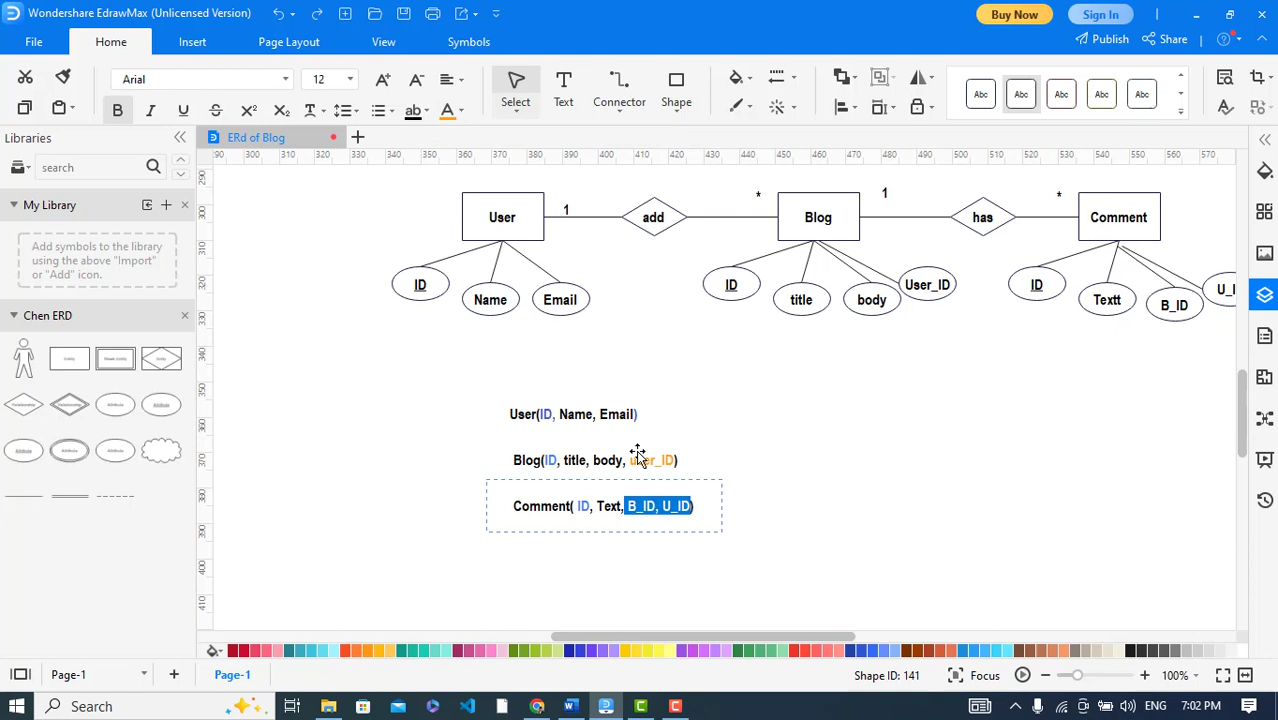 Wondershare EdrawMax (Unlicensed Version)
Buy Now
Sign In
File
Home
Insert
Page Layout
View
Symbols
Publish
Share
Arial
12
Select
Text
Connector
Shape
Abc
Abc
Abc
Abc
Abc
Libraries
ERd of Blog
search
My Library
Add symbols to the library
using the above "Import"
or "Add" icon.
Chen ERD
User
1
add
*
Blog
1
has
*
Comment
ID
Name
Email
ID
title
body
User_ID
ID
Textt
B_ID
User(ID, Name, Email)
Blog(ID, title, body, user_ID)
Comment( ID, Text, B_ID, U_ID)
Page-1
Page-1
Shape ID: 141
Focus
100%
Search
ENG
7:02 PM